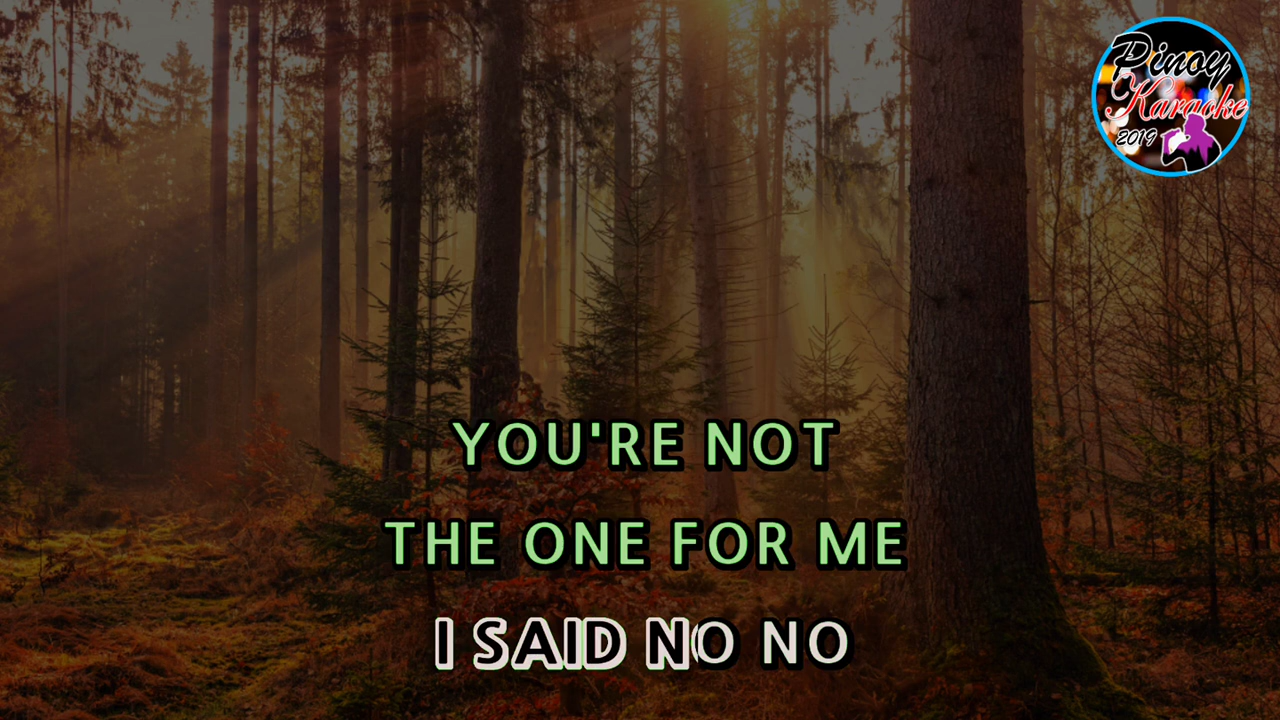 Pinoy
Karaoke
2019
YOU'RE NOT
THE ONE FOR ME
I SAID NO NO